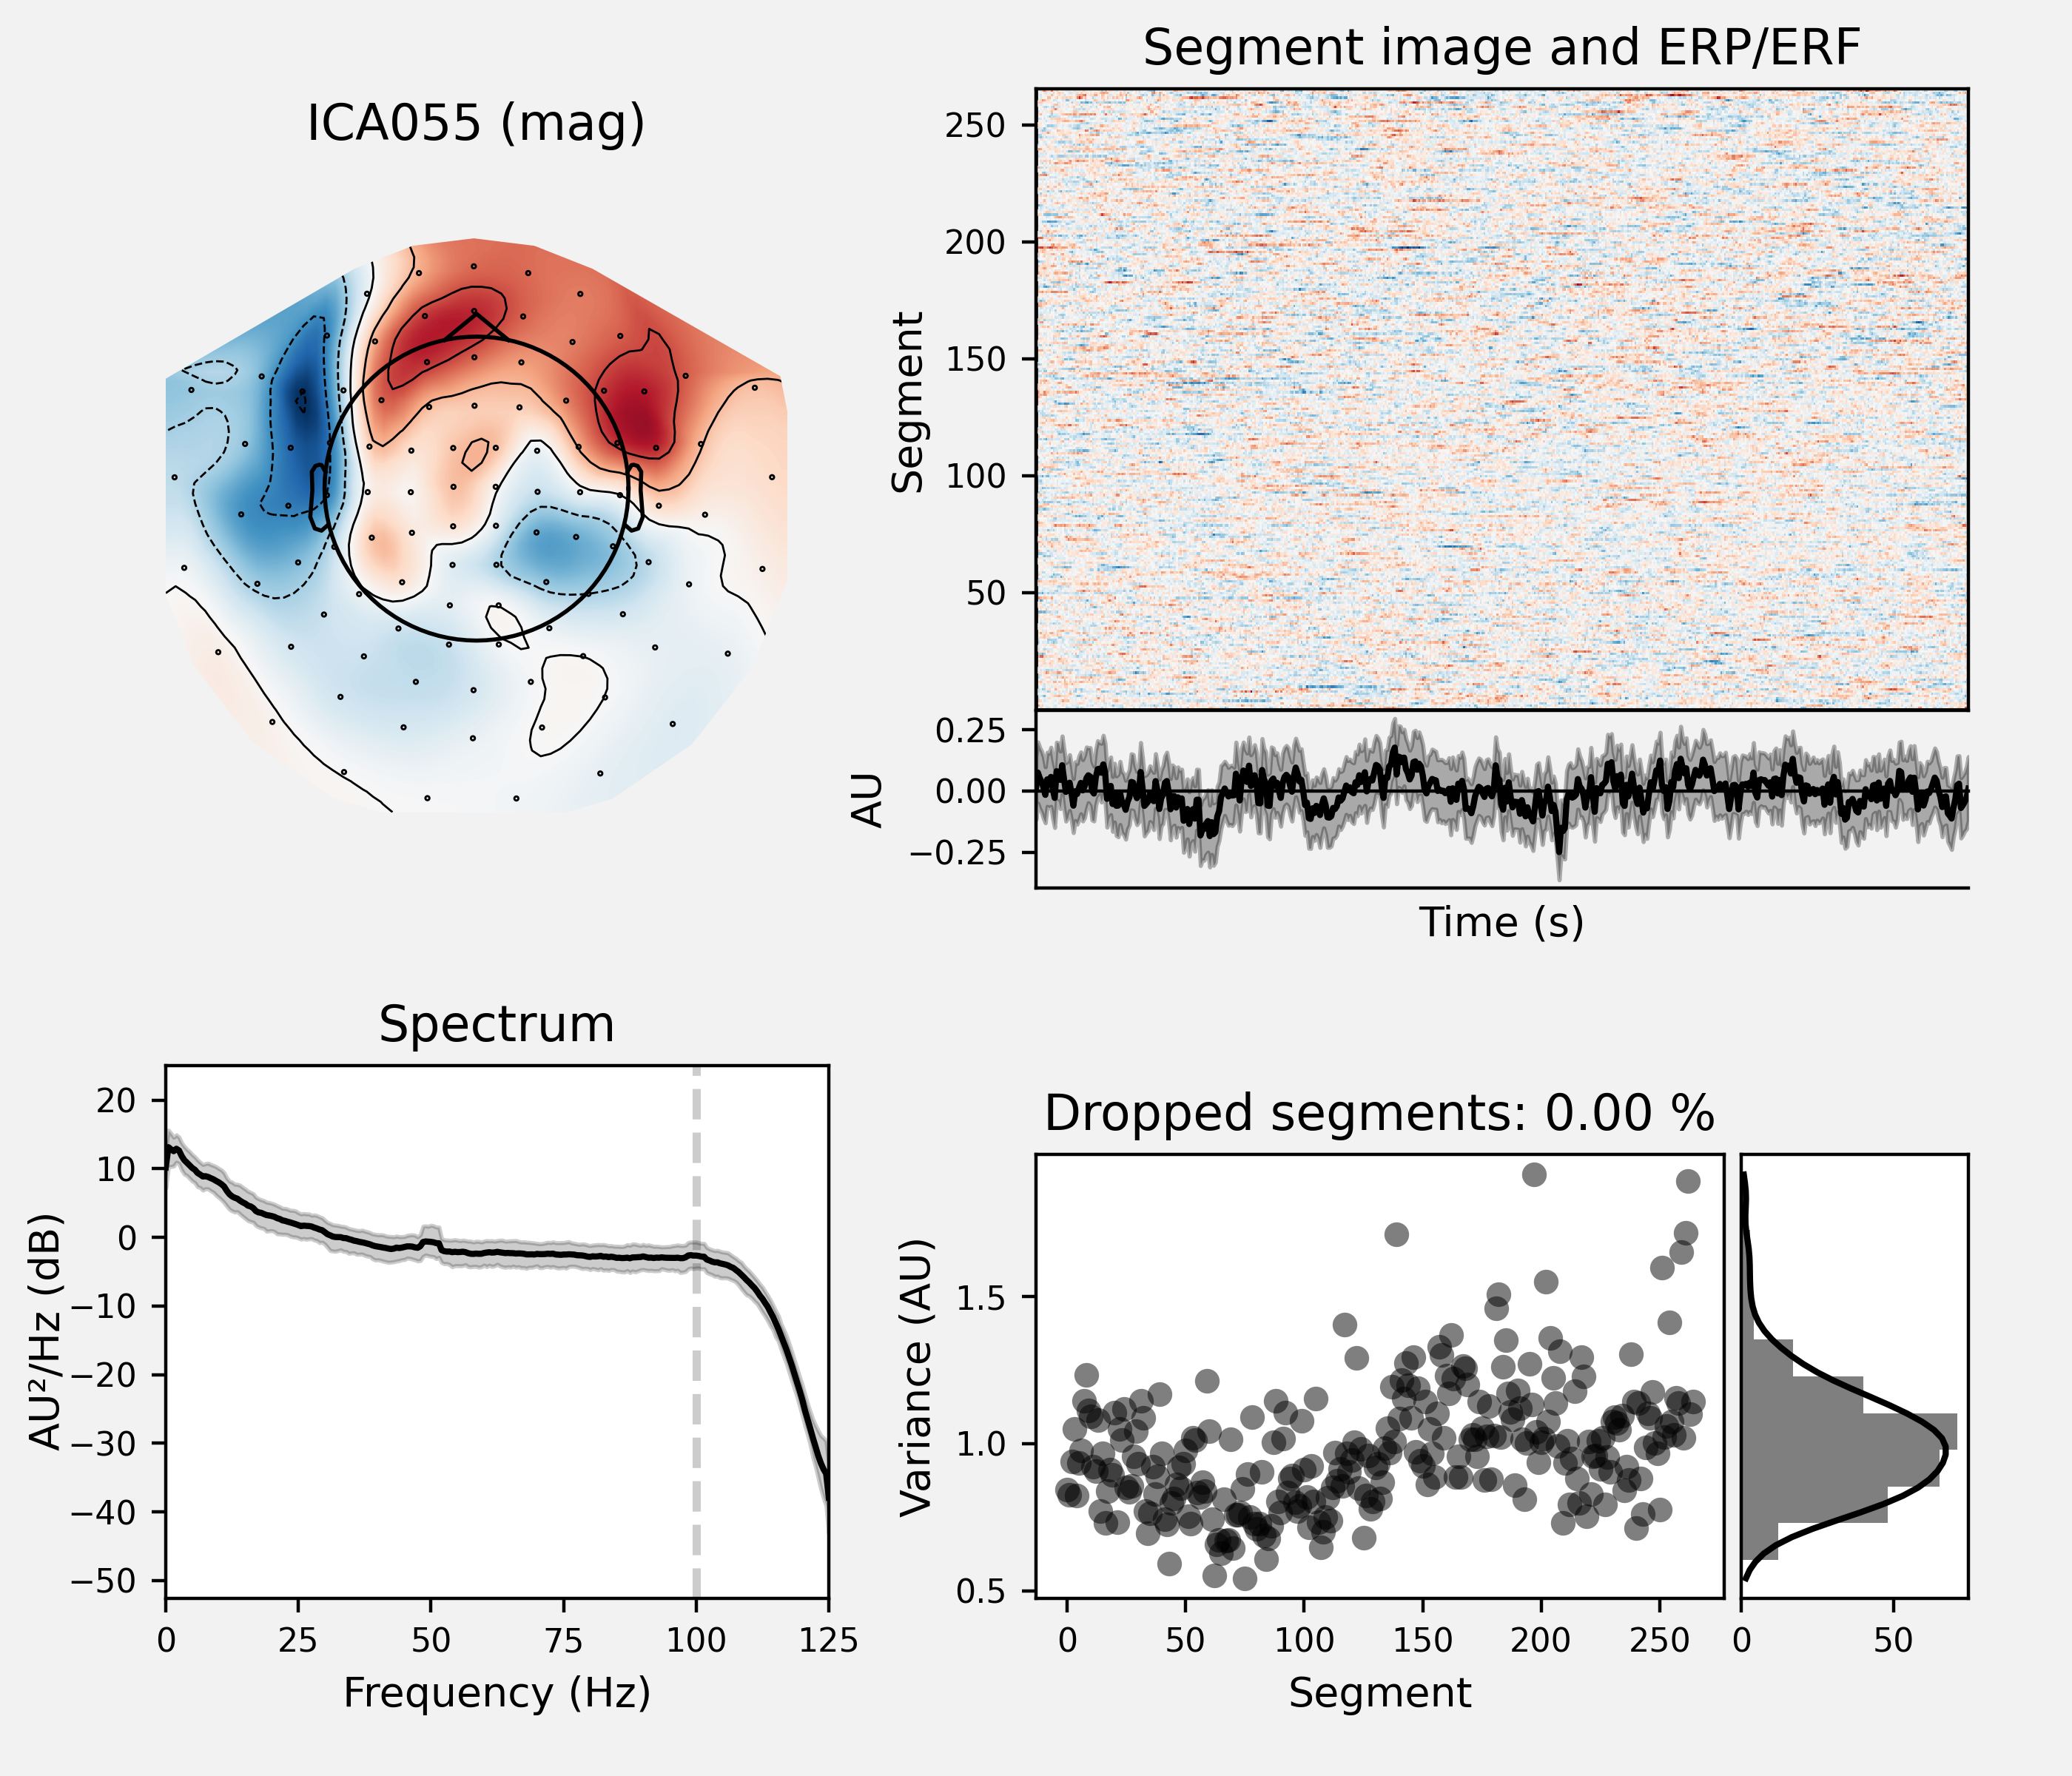 Segment image and ERP/ERF
ICA055 (mag)
250
200
150
100
50
Segment
0.25
0.00
−0.25
AU
Time (s)
Spectrum
20
10
0
−10
−20
−30
−40
−50
AU²/Hz (dB)
0 25 50 75 100 125
Frequency (Hz)
Dropped segments: 0.00 %
1.5
1.0
0.5
Variance (AU)
0 50 100 150 200 250
Segment
0 50